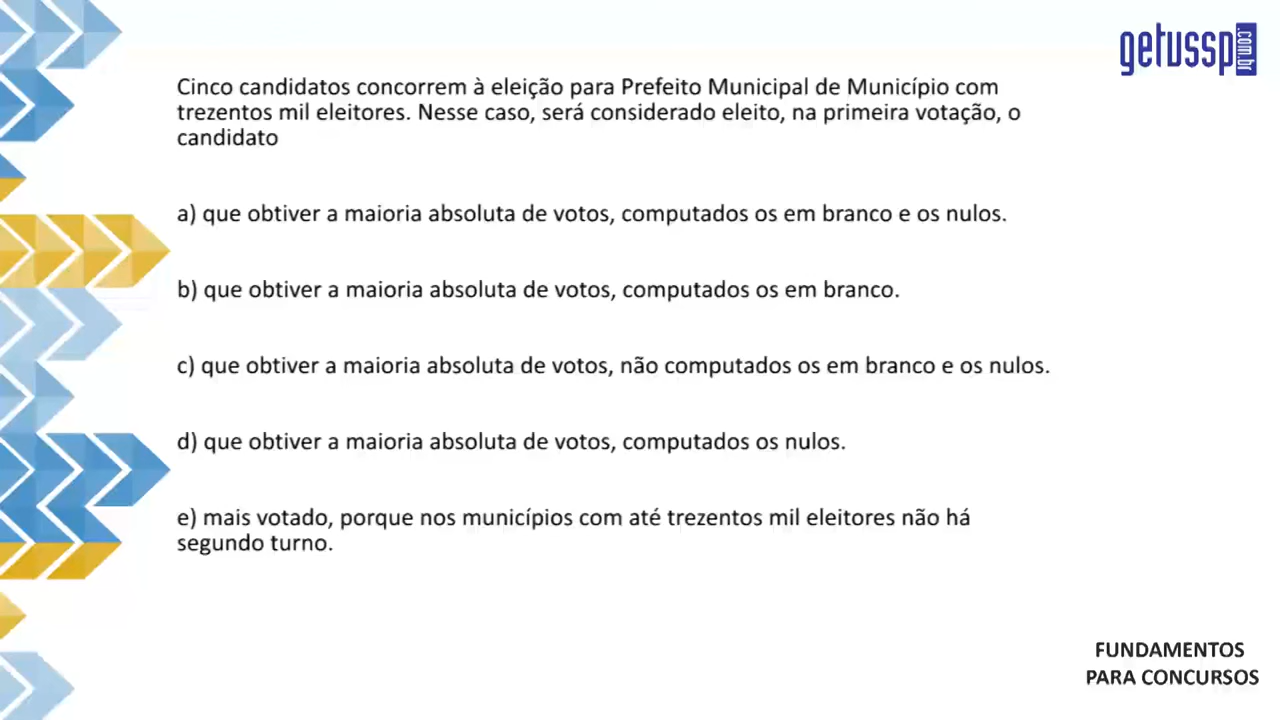 getussp.com.br
Cinco candidatos concorrem à eleição para Prefeito Municipal de Município com
trezentos mil eleitores. Nesse caso, será considerado eleito, na primeira votação, o
candidato
a) que obtiver a maioria absoluta de votos, computados os em branco e os nulos.
b) que obtiver a maioria absoluta de votos, computados os em branco.
c) que obtiver a maioria absoluta de votos, não computados os em branco e os nulos.
d) que obtiver a maioria absoluta de votos, computados os nulos.
e) mais votado, porque nos municípios com até trezentos mil eleitores não há
segundo turno.
FUNDAMENTOS
PARA CONCURSOS